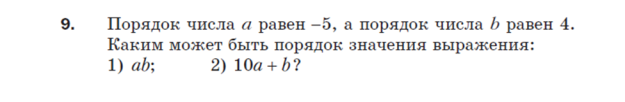 9. Порядок числа a равен –5, а порядок числа b равен 4.
Каким может быть порядок значения выражения:
1) ab; 2) 10a + b?